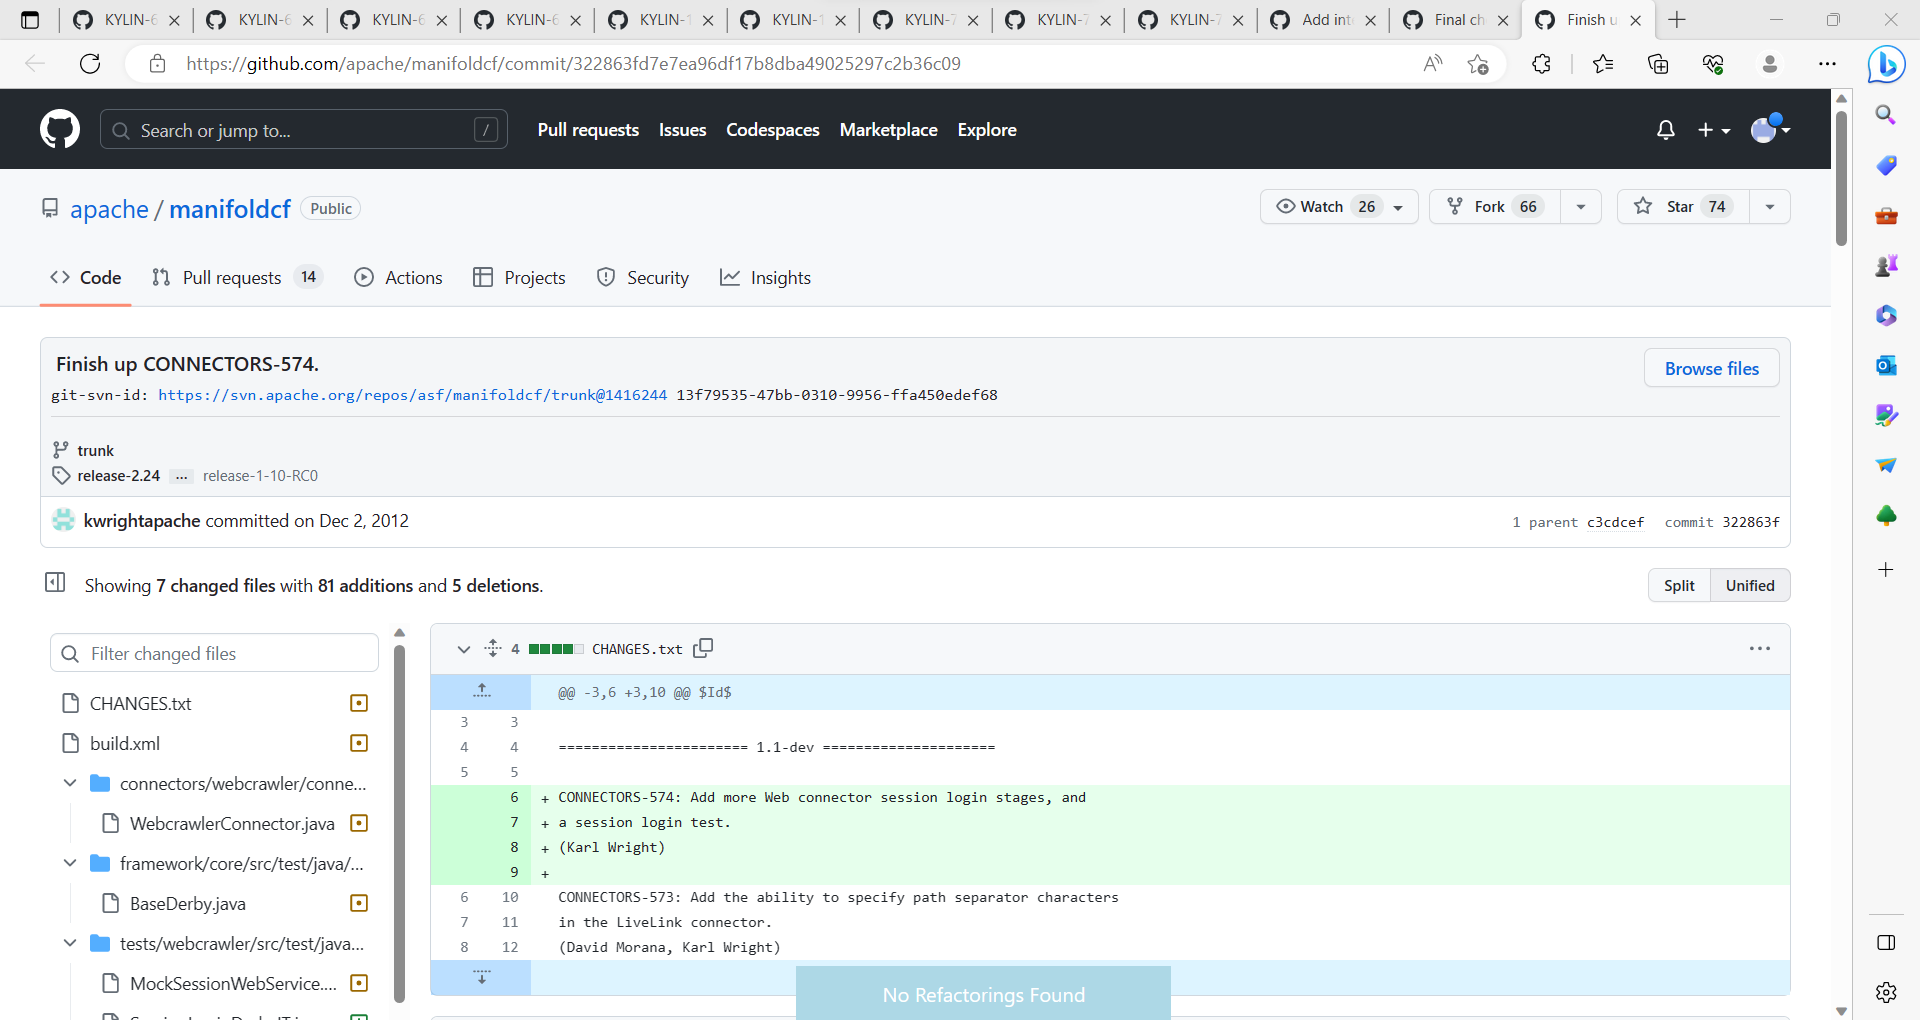 KYLIN-6 KYLIN-6 KYLIN-6 KYLIN-6 KYLIN-1 KYLIN-1 KYLIN-7 KYLIN-7 KYLIN-7 Add int Final ch Finish u
https://github.com/apache/manifoldcf/commit/322863fd7e7ea96df17b8dba49025297c2b36c09
Search or jump to... / Pull requests Issues Codespaces Marketplace Explore
apache / manifoldcf Public Watch 26 Fork 66 Star 74
Code Pull requests 14 Actions Projects Security Insights
Finish up CONNECTORS-574. Browse files
git-svn-id: https://svn.apache.org/repos/asf/manifoldcf/trunk@1416244 13f79535-47bb-0310-9956-ffa450edef68
trunk
release-2.24 ... release-1-10-RC0
kwrightapache committed on Dec 2, 2012 1 parent c3cdcef commit 322863f
Showing 7 changed files with 81 additions and 5 deletions. Split Unified
Filter changed files
CHANGES.txt
build.xml
connectors/webcrawler/conne...
WebcrawlerConnector.java
framework/core/src/test/java/...
BaseDerby.java
tests/webcrawler/src/test/java...
MockSessionWebService....
4 CHANGES.txt
@@ -3,6 +3,10 @@ $Id$
3 3
4 4 ======================= 1.1-dev =====================
5 5
6 + CONNECTORS-574: Add more Web connector session login stages, and
7 + a session login test.
8 + (Karl Wright)
9 +
6 10 CONNECTORS-573: Add the ability to specify path separator characters
7 11 in the LiveLink connector.
8 12 (David Morana, Karl Wright)
No Refactorings Found